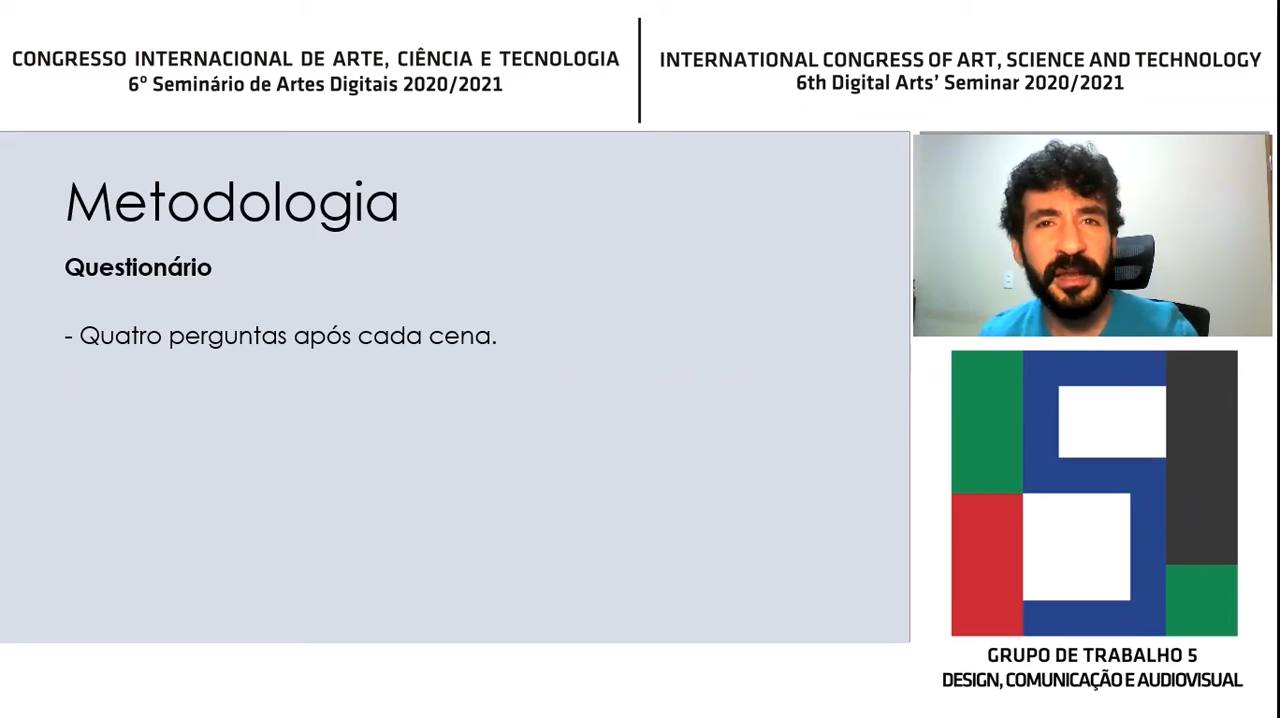 CONGRESSO INTERNACIONAL DE ARTE, CIÊNCIA E TECNOLOGIA
6º Seminário de Artes Digitais 2020/2021
INTERNATIONAL CONGRESS OF ART, SCIENCE AND TECHNOLOGY
6th Digital Arts’ Seminar 2020/2021
Metodologia
Questionário
- Quatro perguntas após cada cena.
GRUPO DE TRABALHO 5
DESIGN, COMUNICAÇÃO E AUDIOVISUAL